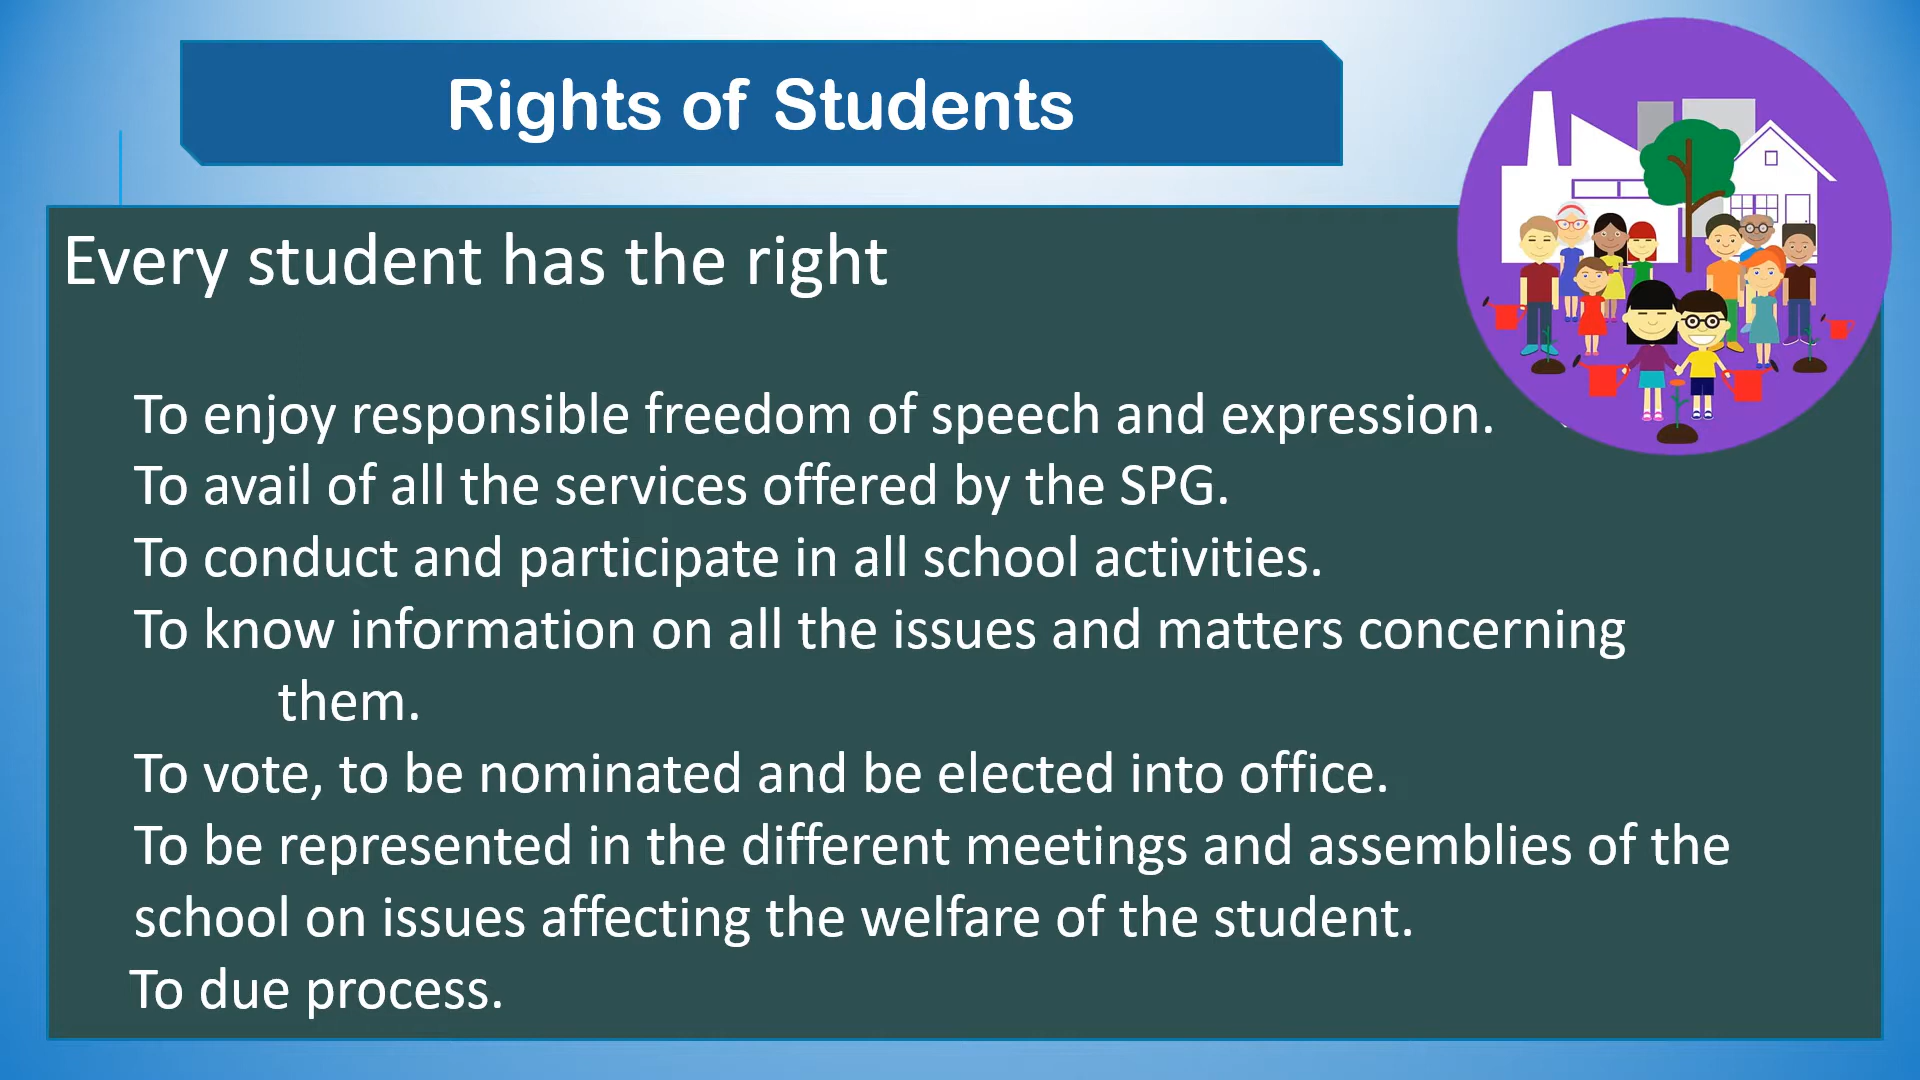 Rights of Students
Every student has the right
To enjoy responsible freedom of speech and expression.
To avail of all the services offered by the SPG.
To conduct and participate in all school activities.
To know information on all the issues and matters concerning
them.
To vote, to be nominated and be elected into office.
To be represented in the different meetings and assemblies of the
school on issues affecting the welfare of the student.
To due process.